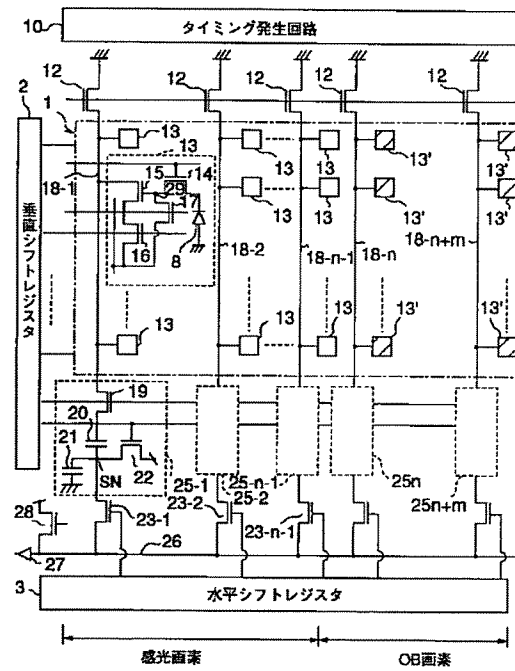 10
タイミング発生回路
12 12 12 12 12
2
1
13 13 13 13 13' 13'
18-1
15 29 14
17
13 13 13' 13'
16
8
18-2 18-n-1 18-n 18-n+m
垂直シフトレジスタ
13 13 13 13' 13'
19
20
21
SN
22
25-1
25-2
25-n-1
25n
25n+m
28
23-1
23-2
23-n-1
26
27
3
水平シフトレジスタ
感光画素
OB画素